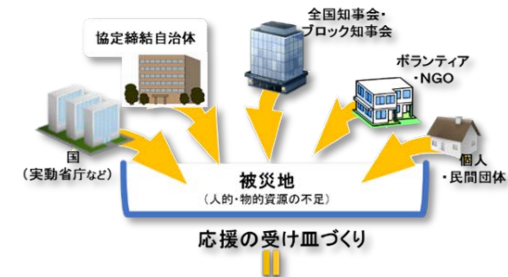 全国知事会・
ブロック知事会
協定締結自治体
ボランティア
・NGO
国
(実動省庁など)
個人
・民間団体
被災地
(人的・物的資源の不足)
応援の受け皿づくり